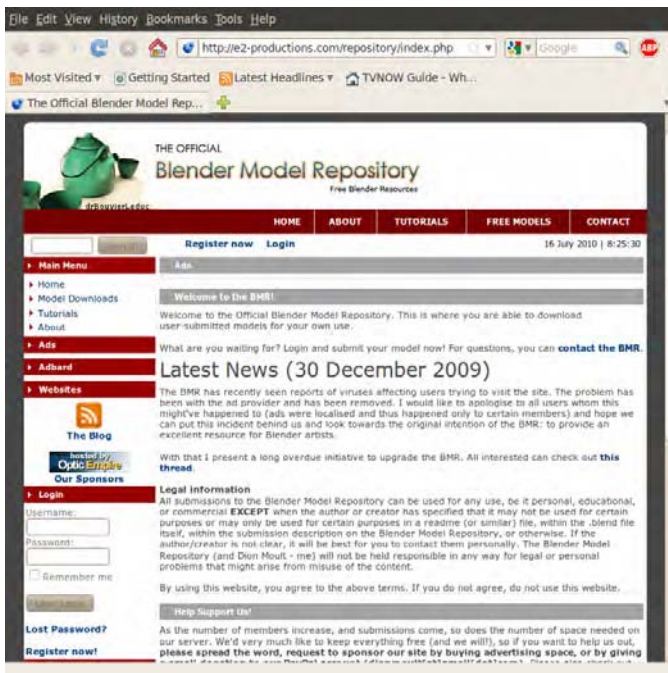 File Edit View History Bookmarks Tools Help
http://e2-productions.com/repository/index.php
Google
ABP
Most Visited Getting Started Latest Headlines TVNOW Guide - Wh...
The Official Blender Model Rep...
THE OFFICIAL
Blender Model Repository
Free Blender Resources
drBouvierLeduc
HOME ABOUT TUTORIALS FREE MODELS CONTACT
Register now Login
16 July 2010 | 8:25:30
Main Menu
Home
Model Downloads
Tutorials
About
Ads
Adbard
Websites
The Blog
hosted by
Optic Empire
Our Sponsors
Login
Username:
Password:
Remember me
Lost Password?
Register now!
Ads
Welcome to the BMR!
Welcome to the Official Blender Model Repository. This is where you are able to download
user-submitted models for your own use.
What are you waiting for? Login and submit your model now! For questions, you can contact the BMR.
Latest News (30 December 2009)
The BMR has recently seen reports of viruses affecting users trying to visit the site. The problem has
been with the ad provider and has been removed. I would like to apologise to all users whom this
might've happened to (ads were localised and thus happened only to certain members) and hope we
can put this incident behind us and look towards the original intention of the BMR: to provide an
excellent resource for Blender artists.
With that I present a long overdue initiative to upgrade the BMR. All interested can check out this
thread.
Legal information
All submissions to the Blender Model Repository can be used for any use, be it personal, educational,
or commercial EXCEPT when the author or creator has specified that it may not be used for certain
purposes or may only be used for certain purposes in a readme (or similar) file, within the .blend file
itself, within the submission description on the Blender Model Repository, or otherwise. If the
author/creator is not clear, it will be best for you to contact them personally. The Blender Model
Repository (and Dion Moult - me) will not be held responsible in any way for legal or personal
problems that might arise from misuse of the content.
By using this website, you agree to the above terms. If you do not agree, do not use this website.
Help Support Us!
As the number of members increase, and submissions come, so does the number of space needed on
our server. We'd very much like to keep everything free (and we will!), so if you want to help us out,
please spread the word, request to sponsor our site by buying advertising space, or by giving